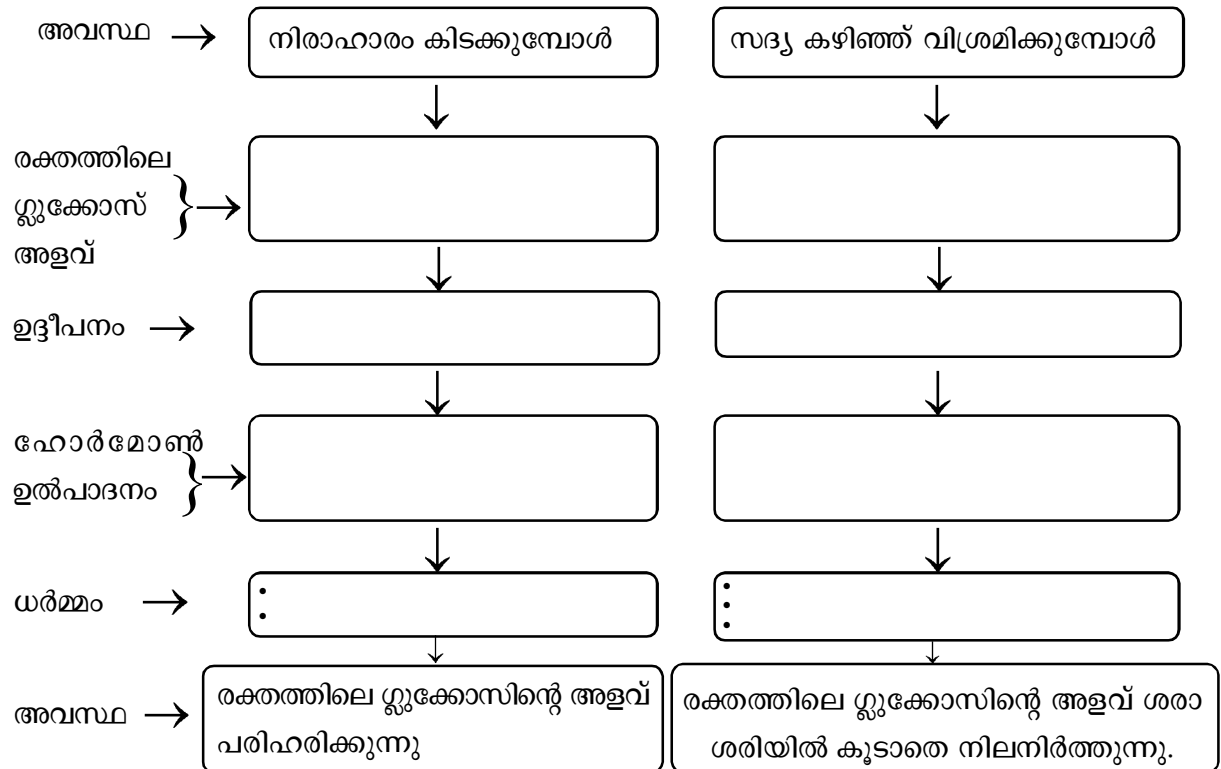 അവസ്ഥ
നിരാഹാരം കിടക്കുമ്പോൾ
സദ്യ കഴിഞ്ഞ് വിശ്രമിക്കുമ്പോൾ
രക്തത്തിലെ
ഗ്ലുക്കോസ്
അളവ്
ഉദ്ദീപനം
ഹോർമോൺ
ഉൽപാദനം
ധർമ്മം
അവസ്ഥ
രക്തത്തിലെ ഗ്ലുക്കോസിന്റെ അളവ്
പരിഹരിക്കുന്നു
രക്തത്തിലെ ഗ്ലുക്കോസിന്റെ അളവ് ശരാ
ശരിയിൽ കൂടാതെ നിലനിർത്തുന്നു.